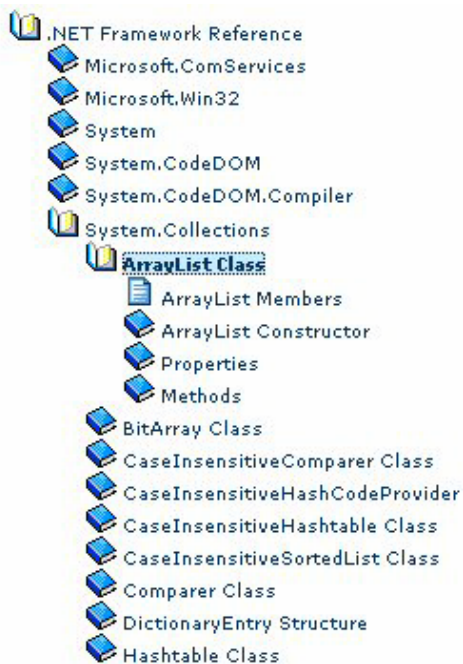 .NET Framework Reference
Microsoft.ComServices
Microsoft.Win32
System
System.CodeDOM
System.CodeDOM.Compiler
System.Collections
ArrayList Class
ArrayList Members
ArrayList Constructor
Properties
Methods
BitArray Class
CaseInsensitiveComparer Class
CaseInsensitiveHashCodeProvider
CaseInsensitiveHashtable Class
CaseInsensitiveSortedList Class
Comparer Class
DictionaryEntry Structure
Hashtable Class